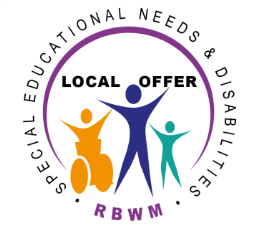 • SPECIAL EDUCATIONAL NEEDS & DISABILITIES •
LOCAL OFFER
RBWM